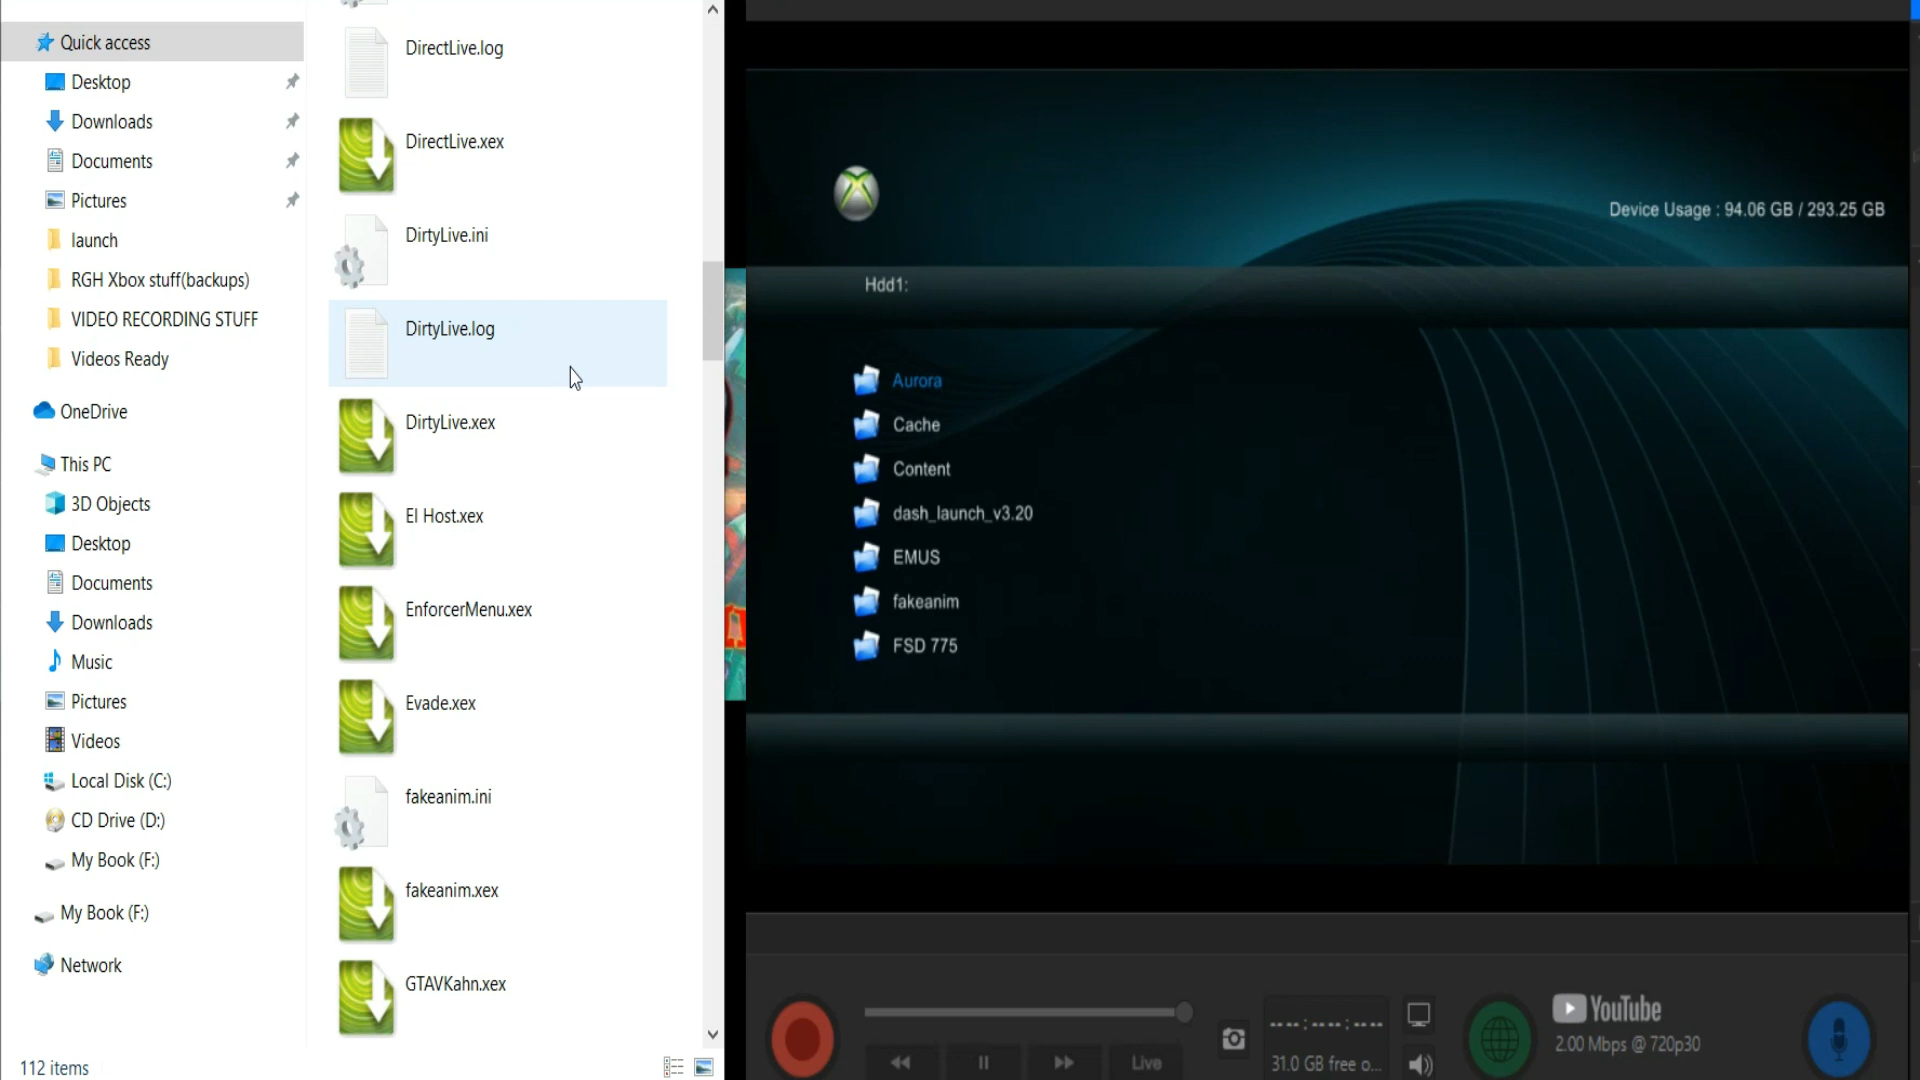 Quick access
Desktop
Downloads
Documents
Pictures
launch
RGH Xbox stuff(backups)
VIDEO RECORDING STUFF
Videos Ready
OneDrive
This PC
3D Objects
Desktop
Documents
Downloads
Music
Pictures
Videos
Local Disk (C:)
CD Drive (D:)
My Book (F:)
My Book (F:)
Network
112 items
DirectLive.log
DirectLive.xex
DirtyLive.ini
DirtyLive.log
DirtyLive.xex
El Host.xex
EnforcerMenu.xex
Evade.xex
fakeanim.ini
fakeanim.xex
GTAVKahn.xex
Device Usage : 94.06 GB / 293.25 GB
Hdd1:
Aurora
Cache
Content
dash_launch_v3.20
EMUS
fakeanim
FSD 775
Live
--- : --- : ---
31.0 GB free o...
YouTube
2.00 Mbps @ 720p30